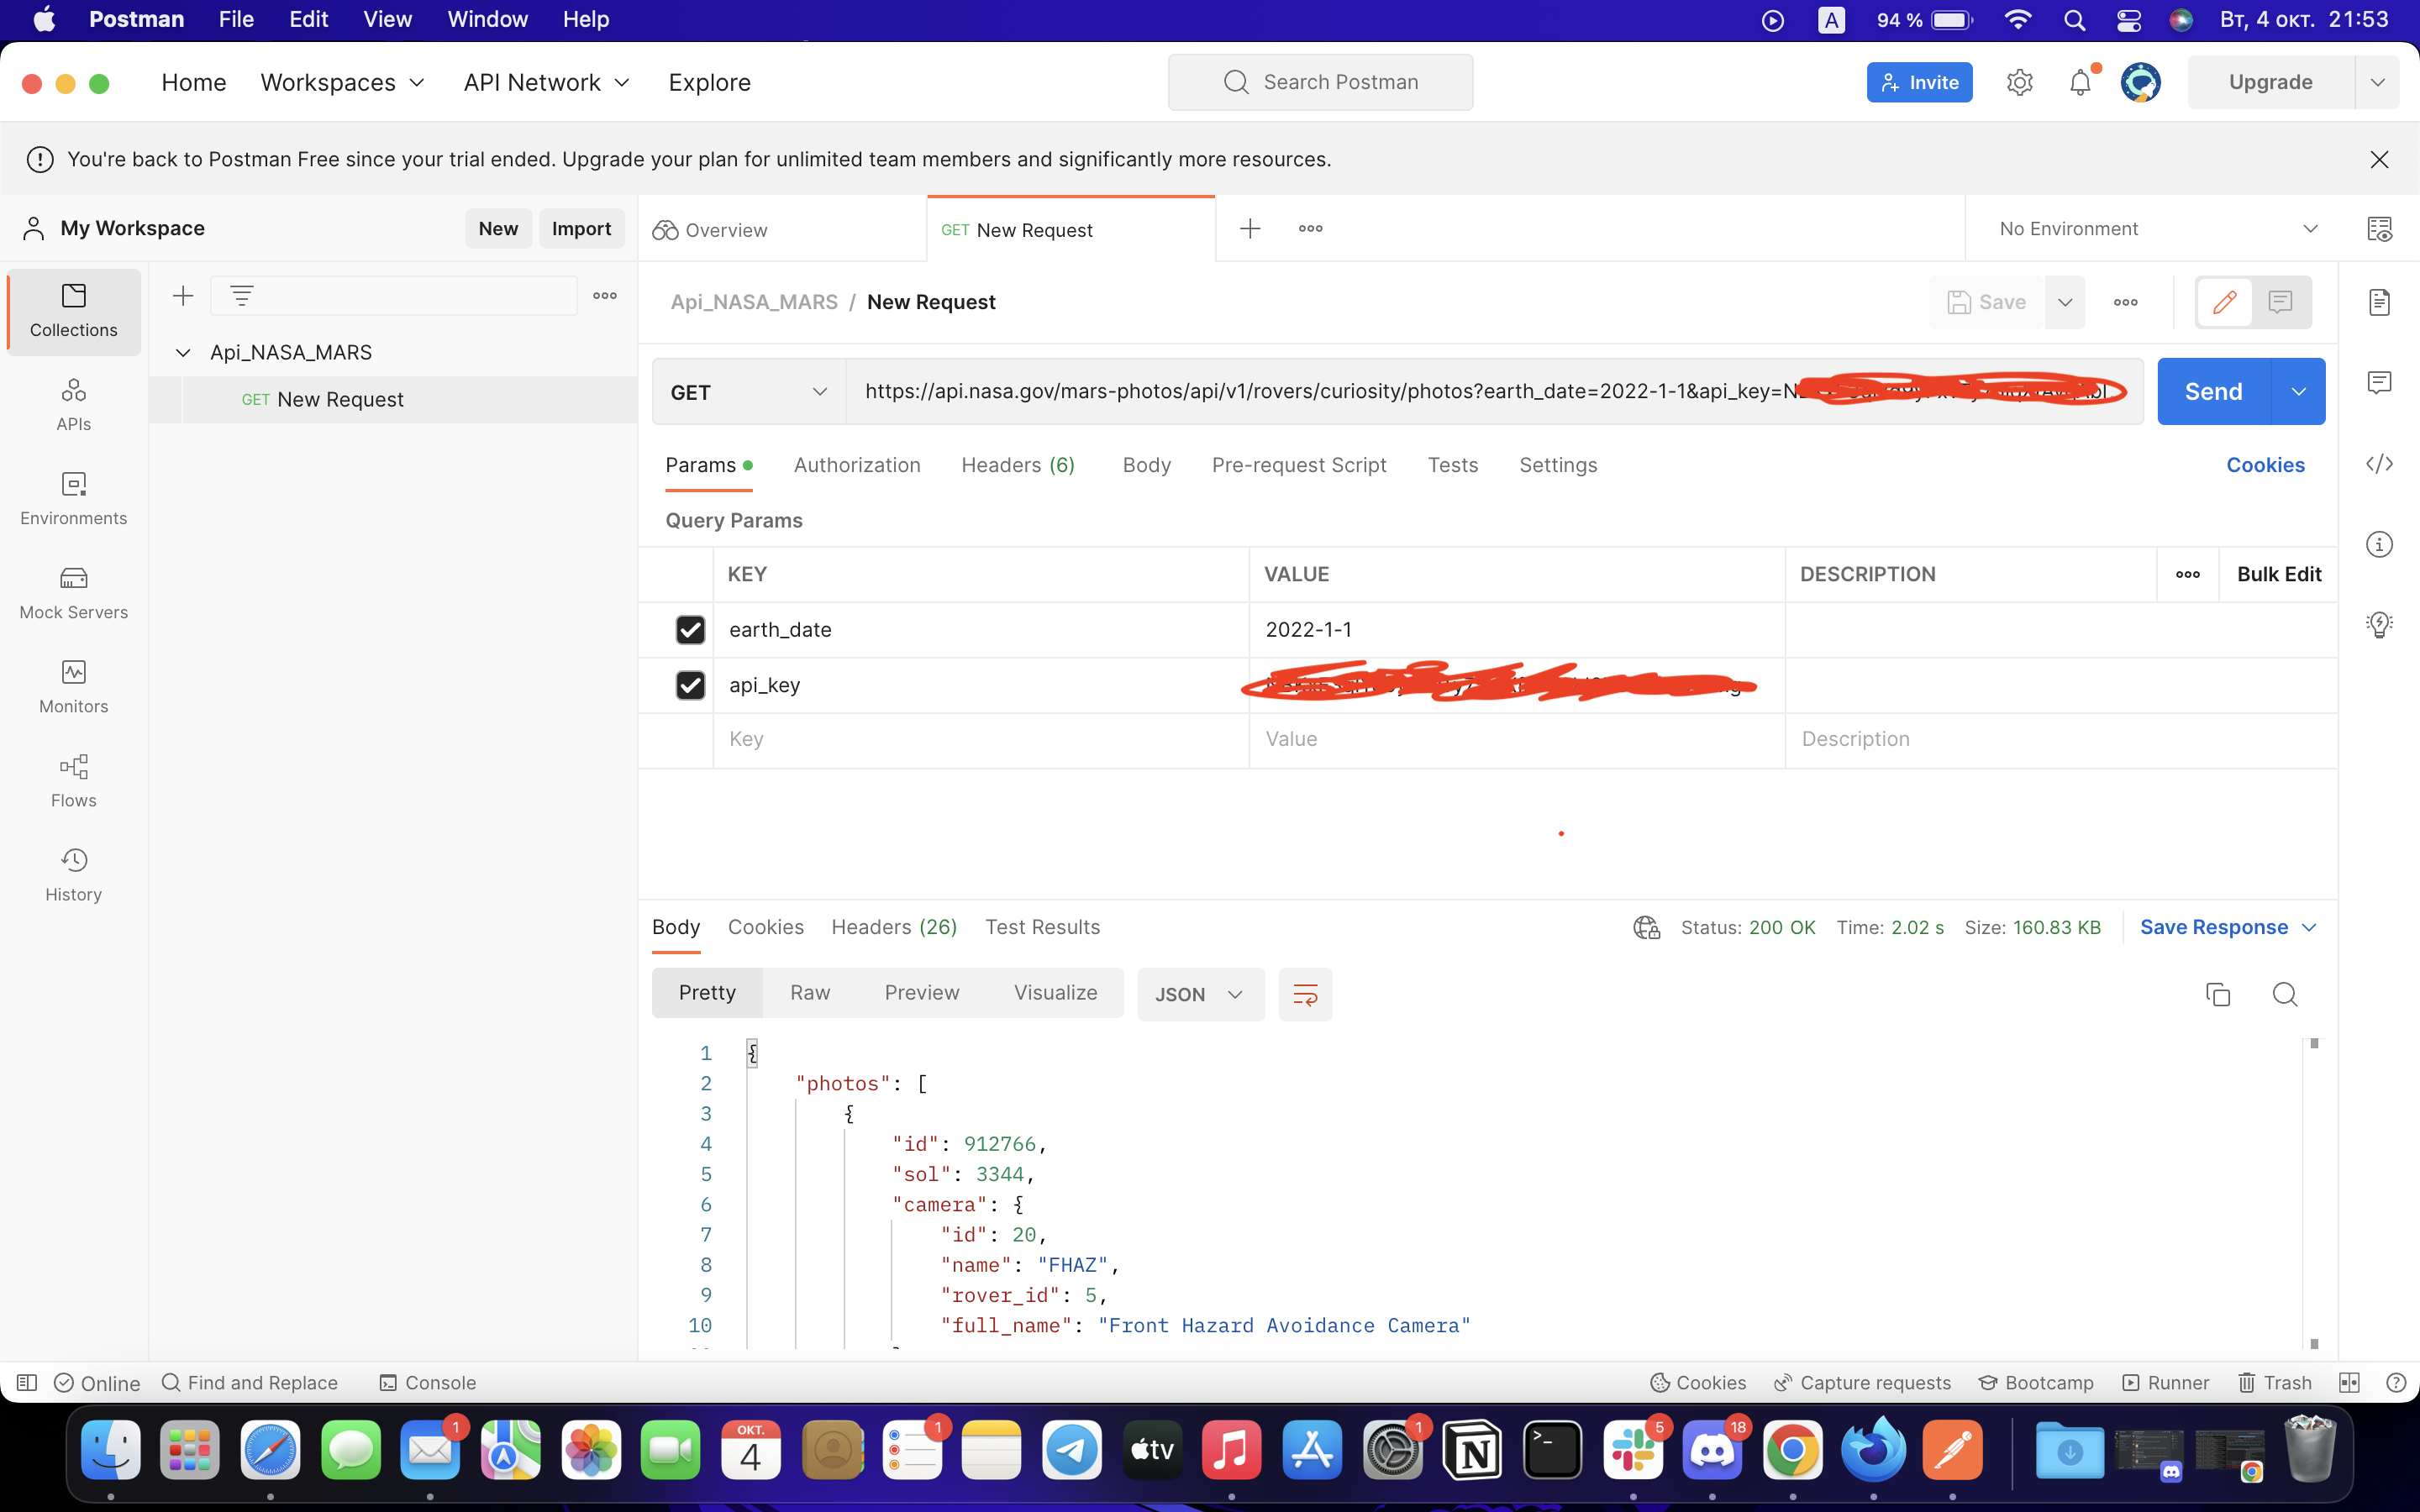 Postman File Edit View Window Help A 94 % Вт, 4 окт. 21:53
Home Workspaces API Network Explore Search Postman Invite Upgrade
You're back to Postman Free since your trial ended. Upgrade your plan for unlimited team members and significantly more resources.
My Workspace New Import Overview GET New Request No Environment
Collections
Api_NASA_MARS / New Request Save
Api_NASA_MARS
GET New Request
GET https://api.nasa.gov/mars-photos/api/v1/rovers/curiosity/photos?earth_date=2022-1-1&api_key= Send
APIs
Params Authorization Headers (6) Body Pre-request Script Tests Settings Cookies
Environments
Query Params
KEY VALUE DESCRIPTION Bulk Edit
Mock Servers
earth_date 2022-1-1
api_key
Monitors
Key Value Description
Flows
History
Body Cookies Headers (26) Test Results Status: 200 OK Time: 2.02 s Size: 160.83 KB Save Response
Pretty Raw Preview Visualize JSON
1 {
2 "photos": [
3 {
4 "id": 912766,
5 "sol": 3344,
6 "camera": {
7 "id": 20,
8 "name": "FHAZ",
9 "rover_id": 5,
10 "full_name": "Front Hazard Avoidance Camera"
Online Find and Replace Console Cookies Capture requests Bootcamp Runner Trash
1 ОКТ. 4 1 tv 1 N 5 18